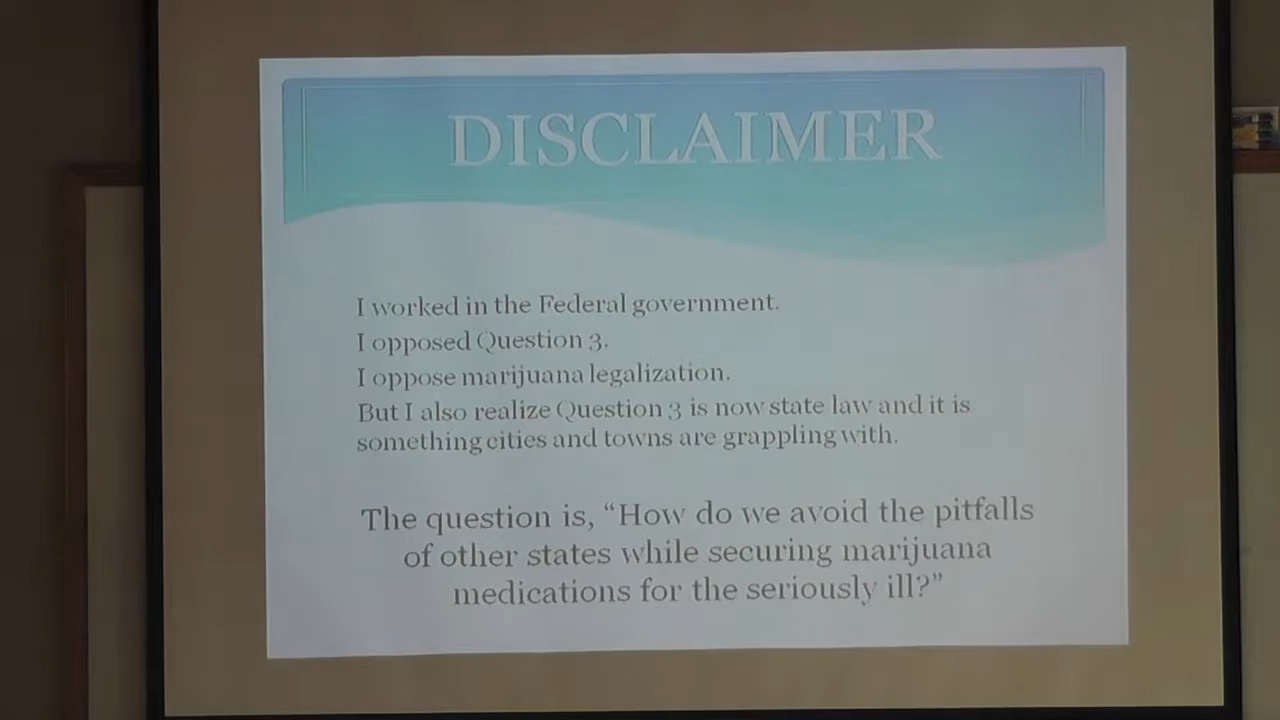 DISCLAIMER
I worked in the Federal government.
I opposed Question 3.
I oppose marijuana legalization.
But I also realize Question 3 is now state law and it is
something cities and towns are grappling with.
The question is, “How do we avoid the pitfalls
of other states while securing marijuana
medications for the seriously ill?”